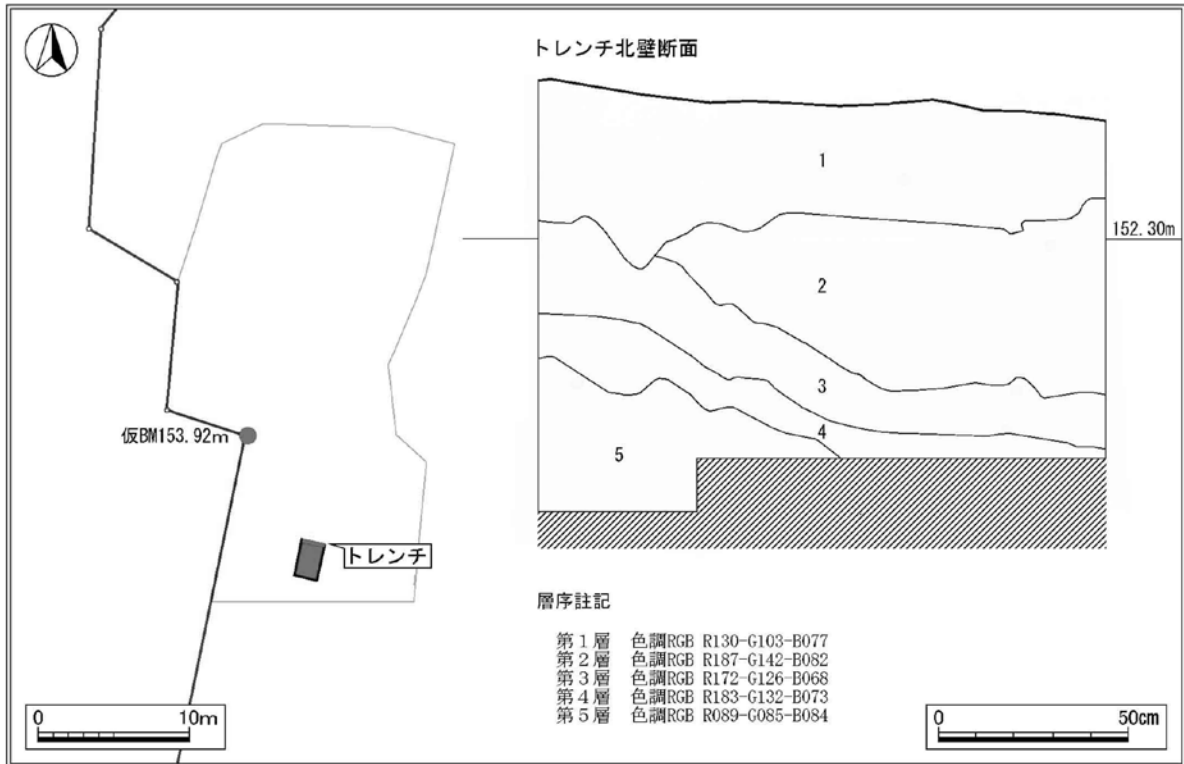 トレンチ北壁断面
1
152.30m
2
3
4
5
仮BM153.92m
トレンチ
層序註記
第1層 色調RGB R130-G103-B077
第2層 色調RGB R187-G142-B082
第3層 色調RGB R172-G126-B068
第4層 色調RGB R183-G132-B073
第5層 色調RGB R089-G085-B084
0 10m
0 50cm